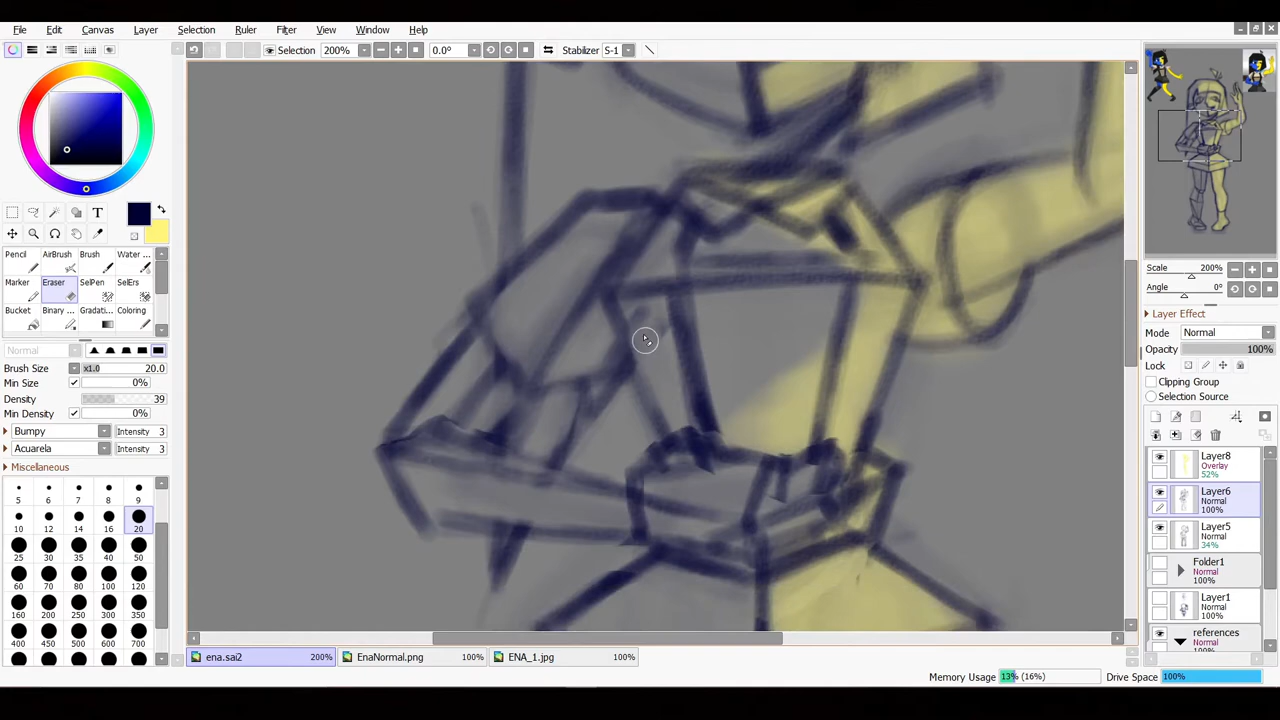 File Edit Canvas Layer Selection Ruler Filter View Window Help
Selection 200% 0.0° Stabilizer S-1
Pencil AirBrush Brush Water ...
Marker Eraser SelPen SelErs
Bucket Binary ... Gradati... Coloring
Normal
Brush Size x1.0 20.0
Min Size 0%
Density 39
Min Density 0%
Bumpy Intensity 3
Acuarela Intensity 3
Miscellaneous
5 6 7 8 9
10 12 14 16 20
25 30 35 40 50
60 70 80 100 120
160 200 250 300 350
400 450 500 600 700
Scale 200%
Angle 0°
Layer Effect
Mode Normal
Opacity 100%
Lock
Clipping Group
Selection Source
Layer8
Overlay
52%
Layer6
Normal
100%
Layer5
Normal
34%
Folder1
Normal
100%
Layer1
Normal
100%
references
Normal
100%
ena.sai2 200% EnaNormal.png 100% ENA_1.jpg 100%
Memory Usage 13% (16%) Drive Space 100%